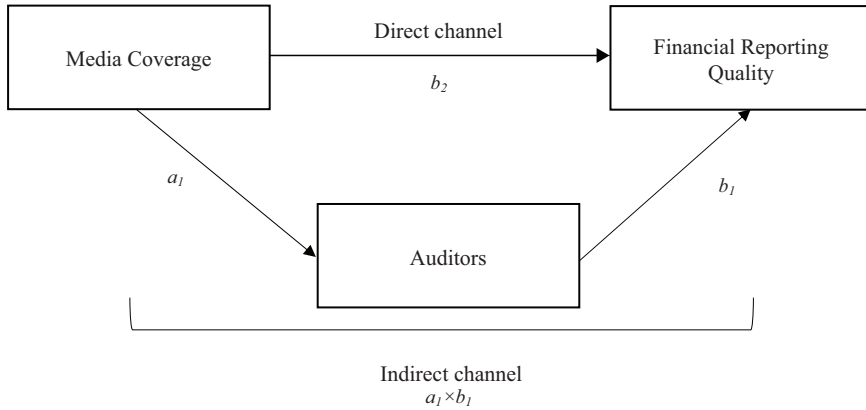 Direct channel
Media Coverage
Financial Reporting
Quality
b₂
a₁
b₁
Auditors
Indirect channel
a₁×b₁